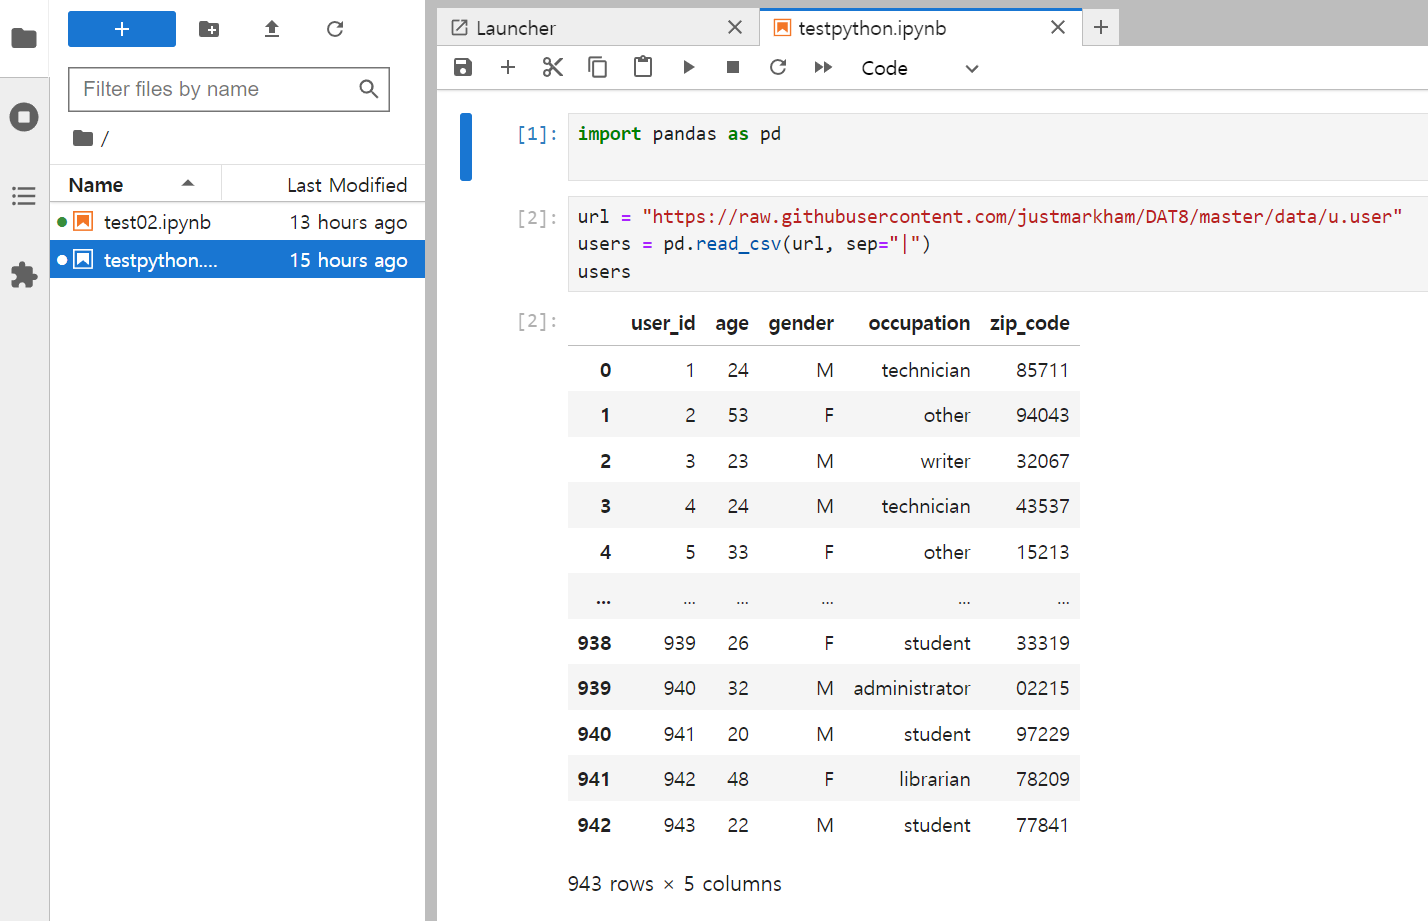 Filter files by name
/
Name Last Modified
test02.ipynb 13 hours ago
testpython.... 15 hours ago
Launcher
testpython.ipynb
Code
[1]: import pandas as pd
[2]: url = "https://raw.githubusercontent.com/justmarkham/DAT8/master/data/u.user"
users = pd.read_csv(url, sep="|")
users
[2]: user_id age gender occupation zip_code
0 1 24 M technician 85711
1 2 53 F other 94043
2 3 23 M writer 32067
3 4 24 M technician 43537
4 5 33 F other 15213
... ... ... ... ... ...
938 939 26 F student 33319
939 940 32 M administrator 02215
940 941 20 M student 97229
941 942 48 F librarian 78209
942 943 22 M student 77841
943 rows × 5 columns